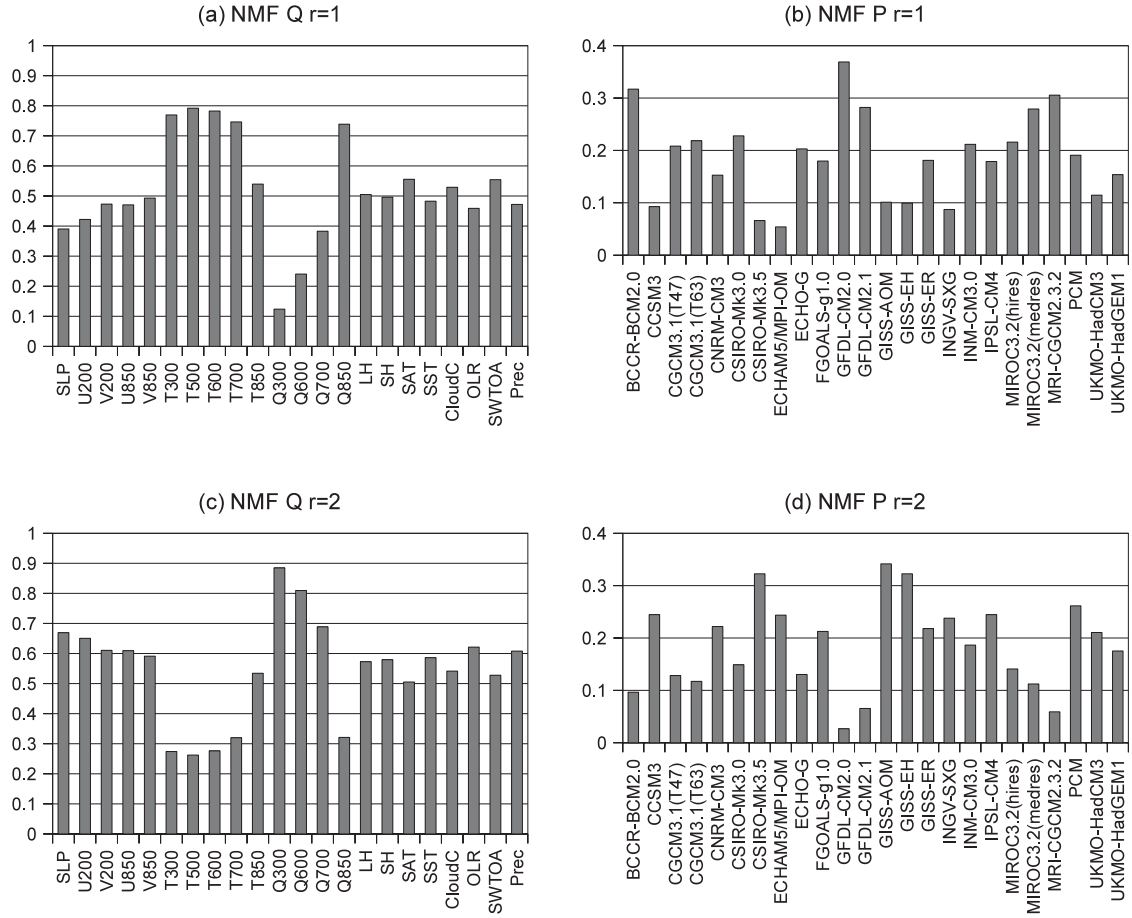 (a) NMF Q r=1
1
0.9
0.8
0.7
0.6
0.5
0.4
0.3
0.2
0.1
0
SLP
U200
V200
U850
V850
T300
T500
T600
T700
T850
Q300
Q600
Q700
Q850
LH
SH
SAT
SST
CloudC
OLR
SWTOA
Prec
(b) NMF P r=1
0.4
0.3
0.2
0.1
0
BCCR-BCM2.0
CCSM3
CGCM3.1(T47)
CGCM3.1(T63)
CNRM-CM3
CSIRO-Mk3.0
CSIRO-Mk3.5
ECHAM5/MPI-OM
ECHO-G
FGOALS-g1.0
GFDL-CM2.0
GFDL-CM2.1
GISS-AOM
GISS-EH
GISS-ER
INGV-SXG
INM-CM3.0
IPSL-CM4
MIROC3.2(hires)
MIROC3.2(medres)
MRI-CGCM2.3.2
PCM
UKMO-HadCM3
UKMO-HadGEM1
(c) NMF Q r=2
1
0.9
0.8
0.7
0.6
0.5
0.4
0.3
0.2
0.1
0
SLP
U200
V200
U850
V850
T300
T500
T600
T700
T850
Q300
Q600
Q700
Q850
LH
SH
SAT
SST
CloudC
OLR
SWTOA
Prec
(d) NMF P r=2
0.4
0.3
0.2
0.1
0
BCCR-BCM2.0
CCSM3
CGCM3.1(T47)
CGCM3.1(T63)
CNRM-CM3
CSIRO-Mk3.0
CSIRO-Mk3.5
ECHAM5/MPI-OM
ECHO-G
FGOALS-g1.0
GFDL-CM2.0
GFDL-CM2.1
GISS-AOM
GISS-EH
GISS-ER
INGV-SXG
INM-CM3.0
IPSL-CM4
MIROC3.2(hires)
MIROC3.2(medres)
MRI-CGCM2.3.2
PCM
UKMO-HadCM3
UKMO-HadGEM1